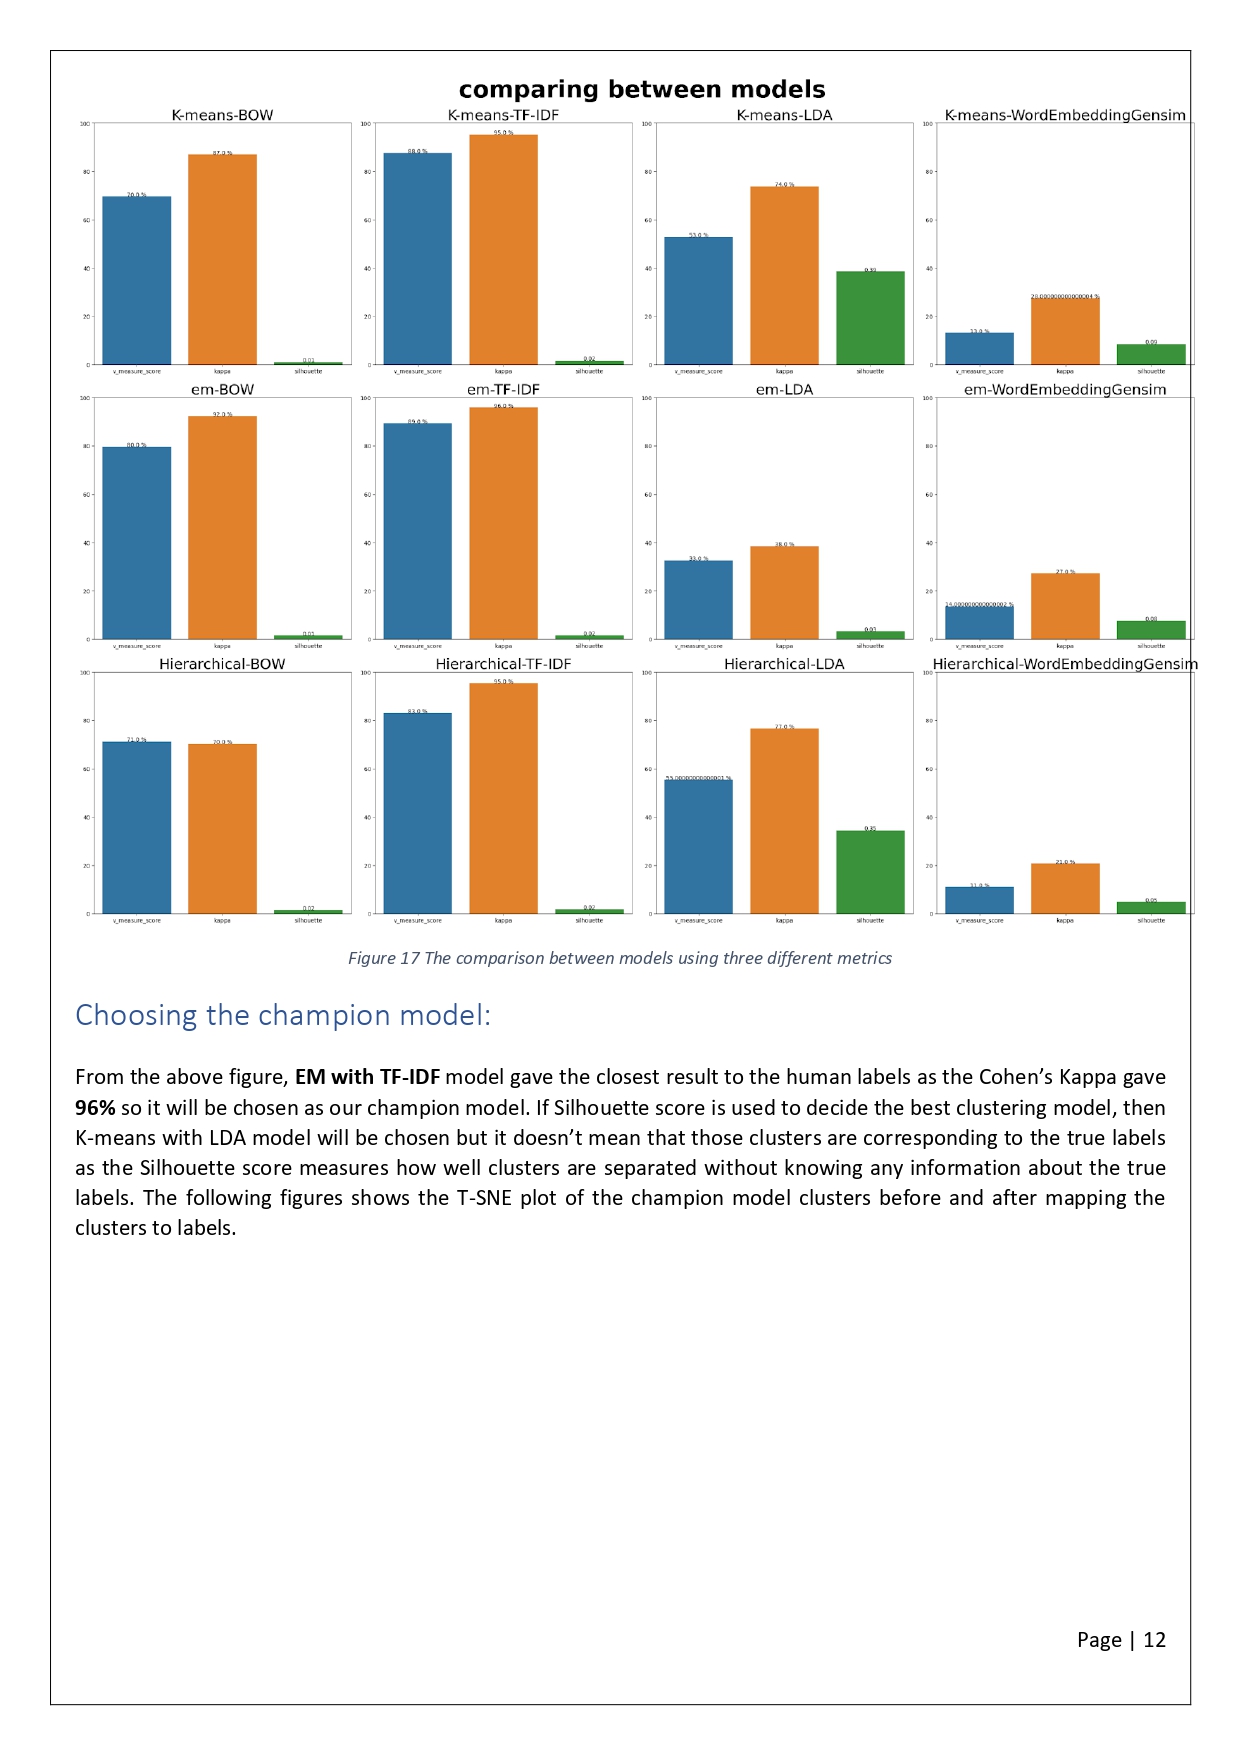 comparing between models
K-means-BOW K-means-TF-IDF K-means-LDA K-means-WordEmbeddingGensim
100 100 100 100
95.0 %
87.0 % 88.0 %
80 80 80 80
70.0 % 74.0 %
60 60 60 60
53.0 %
40 40 40 40
0.39
28.000000000000004 %
20 20 20 20
13.0 %
0.01 0.02 0.09
0 0 0 0
v_measure_score kappa silhouette v_measure_score kappa silhouette v_measure_score kappa silhouette v_measure_score kappa silhouette
em-BOW em-TF-IDF em-LDA em-WordEmbeddingGensim
100 100 100 100
92.0 % 96.0 %
89.0 %
80 80 80 80
80.0 %
60 60 60 60
40 40 40 40
33.0 % 38.0 %
27.0 %
20 20 20 20
14.000000000000002 %
0.02 0.03 0.08
0 0 0 0
v_measure_score kappa silhouette v_measure_score kappa silhouette v_measure_score kappa silhouette v_measure_score kappa silhouette
Hierarchical-BOW Hierarchical-TF-IDF Hierarchical-LDA Hierarchical-WordEmbeddingGensim
100 100 100 100
95.0 %
83.0 %
80 80 80 80
71.0 % 70.0 % 77.0 %
60 60 60 60
40 40 40 40
0.35
20 20 20 20
21.0 %
11.0 %
0.02 0.02 0.05
0 0 0 0
v_measure_score kappa silhouette v_measure_score kappa silhouette v_measure_score kappa silhouette v_measure_score kappa silhouette
Figure 17 The comparison between models using three different metrics
Choosing the champion model:
From the above figure, EM with TF-IDF model gave the closest result to the human labels as the Cohen’s Kappa gave
96% so it will be chosen as our champion model. If Silhouette score is used to decide the best clustering model, then
K-means with LDA model will be chosen but it doesn’t mean that those clusters are corresponding to the true labels
as the Silhouette score measures how well clusters are separated without knowing any information about the true
labels. The following figures shows the T-SNE plot of the champion model clusters before and after mapping the
clusters to labels.
Page | 12